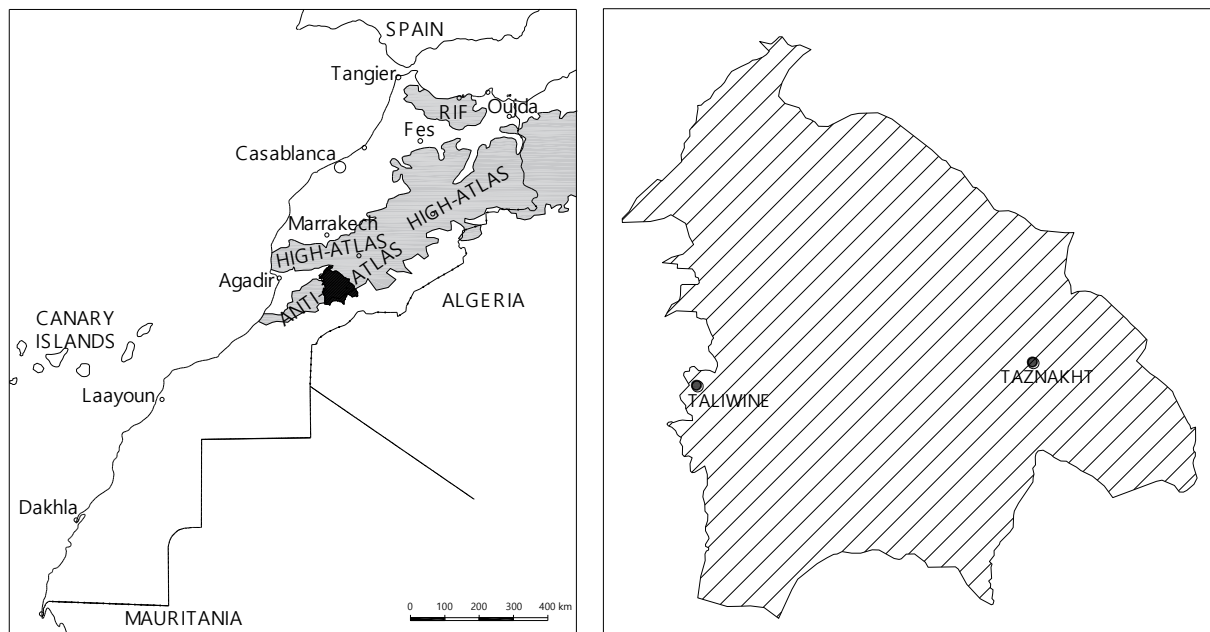 SPAIN
Tangier
RIF
Oujda
Fes
Casablanca
HIGH-ATLAS
Marrakech
HIGH-ATLAS
Agadir
ANTI-ATLAS
ALGERIA
CANARY
ISLANDS
Laayoun
Dakhla
MAURITANIA
0 100 200 300 400 km
TALIWINE
TAZNAKHT